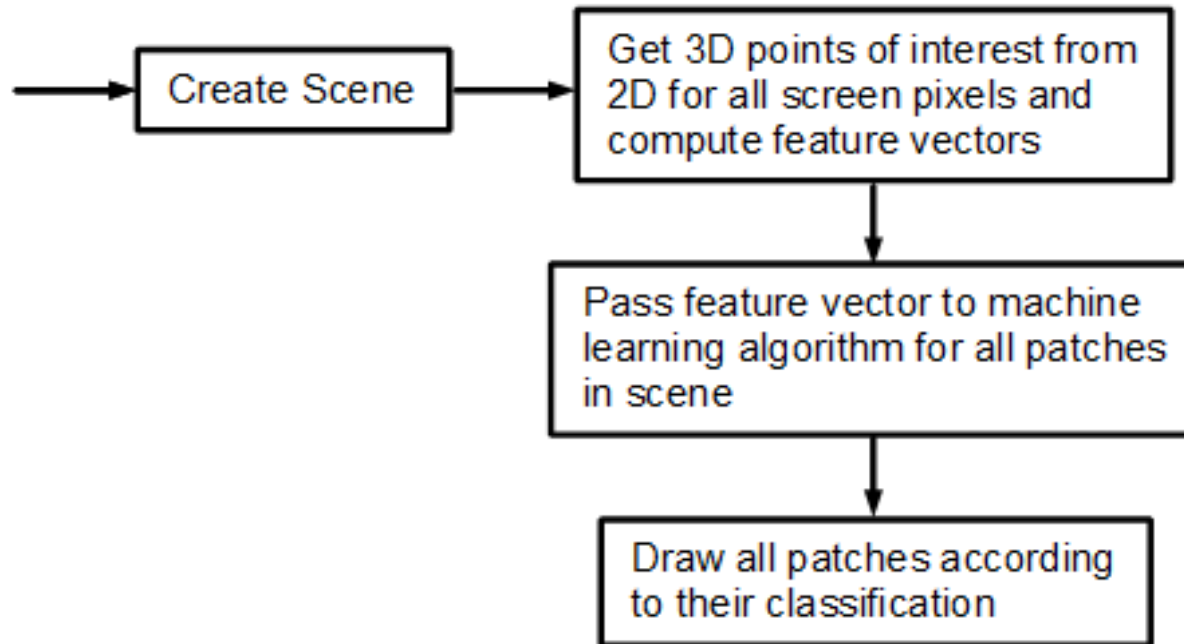 Create Scene
Get 3D points of interest from
2D for all screen pixels and
compute feature vectors
Pass feature vector to machine
learning algorithm for all patches
in scene
Draw all patches according
to their classification